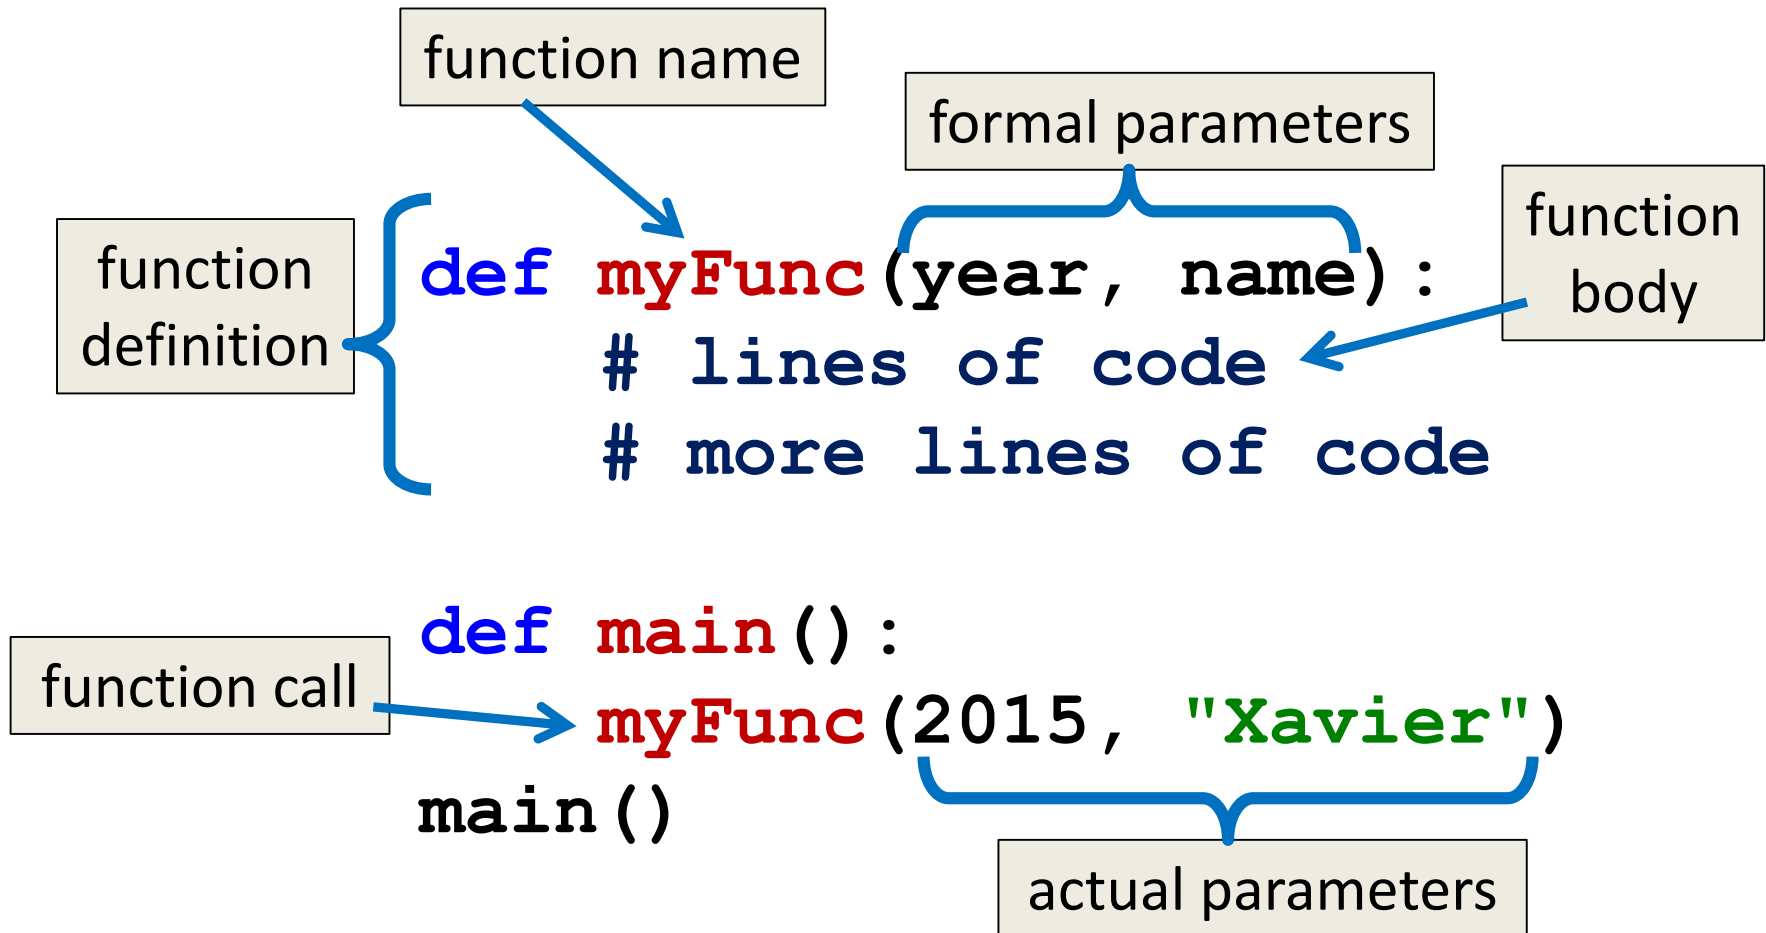 function name
formal parameters
function
body
function
definition
def myFunc(year, name):
# lines of code
# more lines of code
def main():
function call
myFunc(2015, "Xavier")
main()
actual parameters